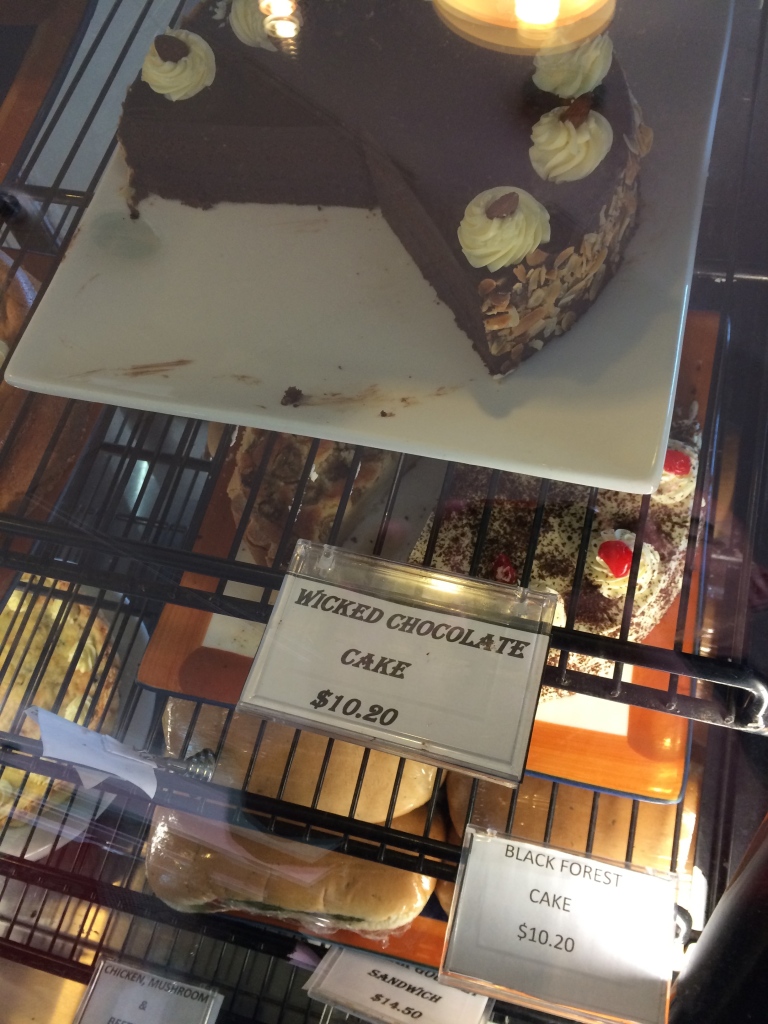 WICKED CHOCOLATE
CAKE
$10.20
BLACK FOREST
CAKE
$10.20
SANDWICH
$14.50
CHICKEN, MUSHROOM
&